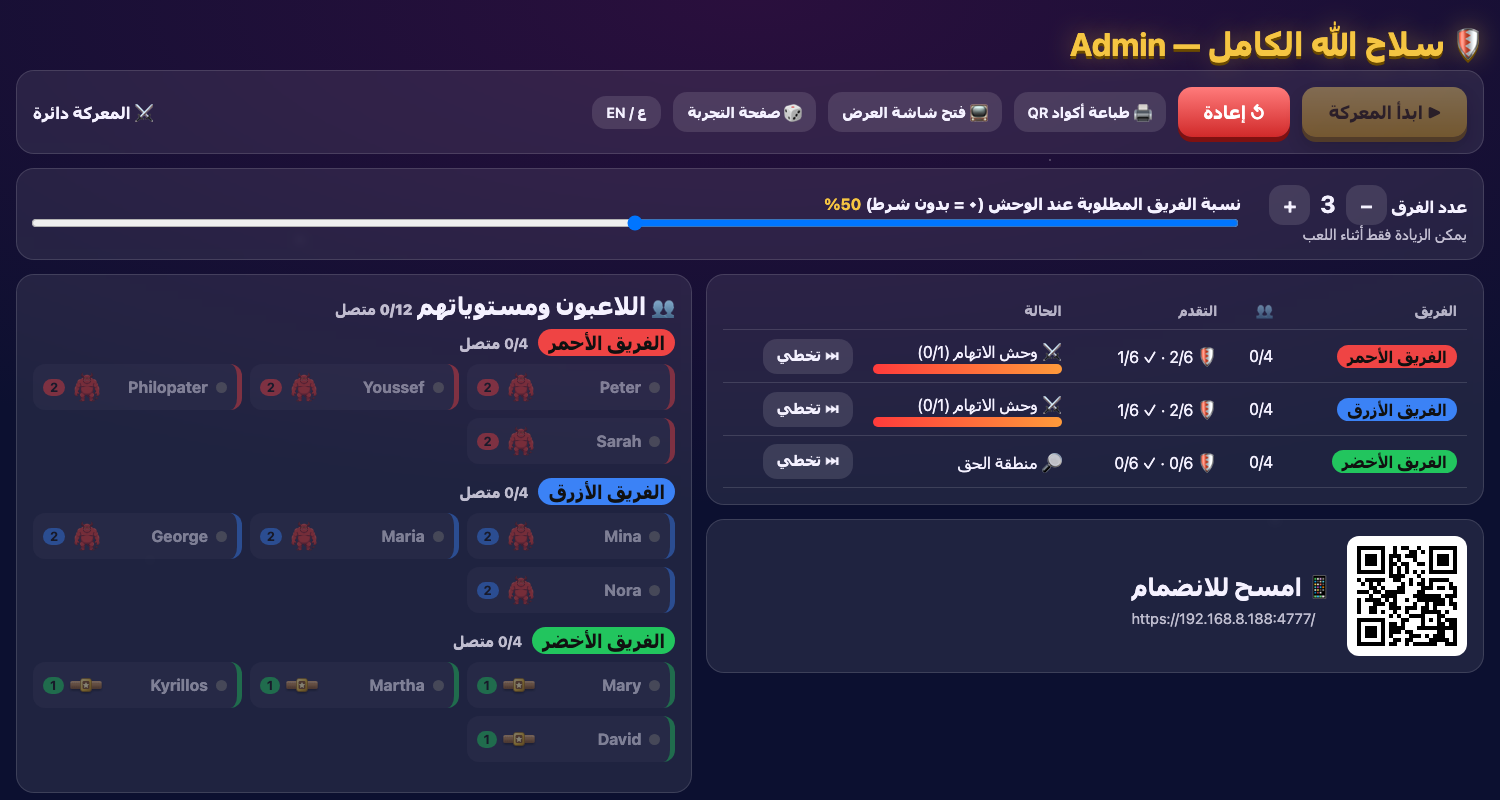 🛡️ سلاح الله الكامل — Admin
▶ ابدأ المعركة
↺ إعادة
🖨️ طباعة أكواد QR
📺 فتح شاشة العرض
🎲 صفحة التجربة
ع / EN
⚔️ المعركة دائرة
عدد الفرق − 3 +
يمكن الزيادة فقط أثناء اللعب
نسبة الفريق المطلوبة عند الوحش (٠ = بدون شرط) 50%
الفريق 👥 التقدم الحالة
الفريق الأحمر 0/4 🛡️ 2/6 · ✓ 1/6 ⚔️ وحش الاتهام (0/1) ⏭ تخطي
الفريق الأزرق 0/4 🛡️ 2/6 · ✓ 1/6 ⚔️ وحش الاتهام (0/1) ⏭ تخطي
الفريق الأخضر 0/4 🛡️ 0/6 · ✓ 0/6 🔎 منطقة الحق ⏭ تخطي
📱 امسح للانضمام
https://192.168.8.188:4777/
👥 اللاعبون ومستوياتهم 0/12 متصل
الفريق الأحمر 0/4 متصل
Peter 2
Youssef 2
Philopater 2
Sarah 2
الفريق الأزرق 0/4 متصل
Mina 2
Maria 2
George 2
Nora 2
الفريق الأخضر 0/4 متصل
Mary 1
Martha 1
Kyrillos 1
David 1